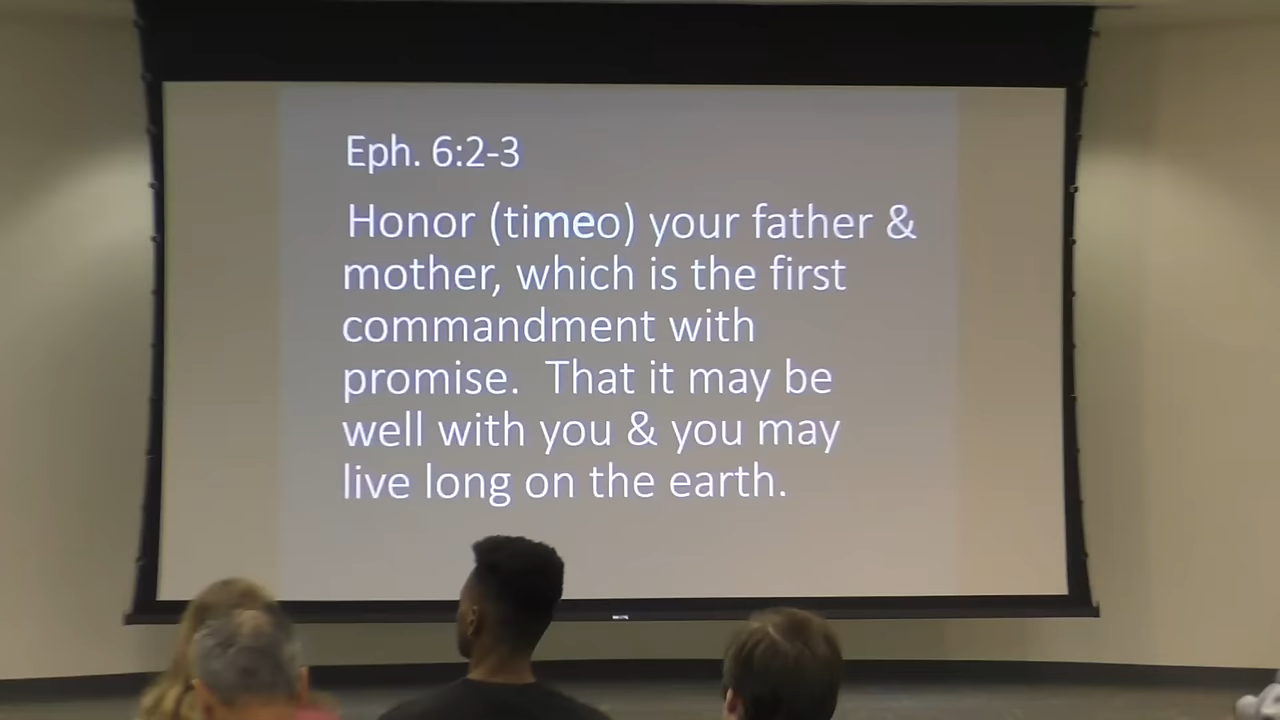 Eph. 6:2-3
Honor (timeo) your father &
mother, which is the first
commandment with
promise.  That it may be
well with you & you may
live long on the earth.